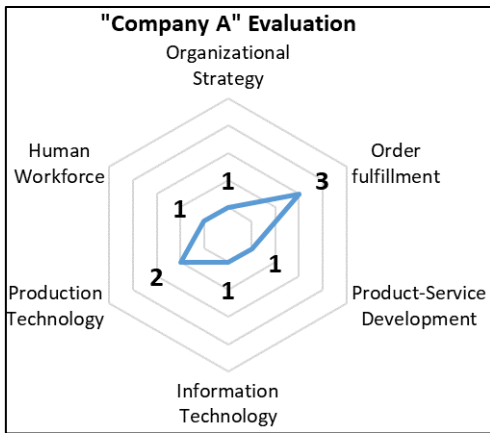 "Company A" Evaluation
Organizational
Strategy
Human
Workforce
Order
fulfillment
1
3
1
1
2
1
Production
Technology
Product-Service
Development
Information
Technology